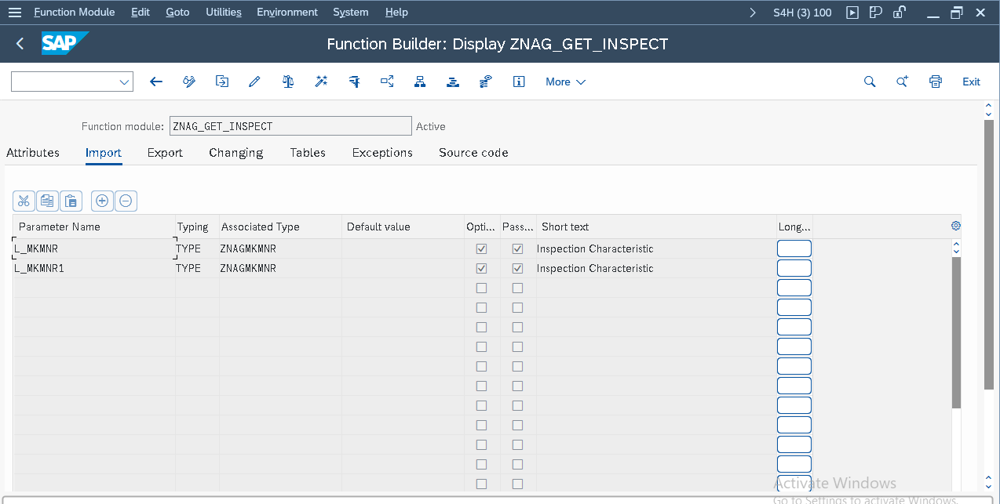 Function Module Edit Goto Utilities Environment System Help S4H (3) 100
SAP Function Builder: Display ZNAG_GET_INSPECT
More Exit
Function module: ZNAG_GET_INSPECT Active
Attributes Import Export Changing Tables Exceptions Source code
Parameter Name Typing Associated Type Default value Opti... Pass... Short text Long...
L_MKMNR TYPE ZNAGMKMNR Inspection Characteristic
L_MKMNR1 TYPE ZNAGMKMNR Inspection Characteristic
Activate Windows
Go to Settings to activate Windows.